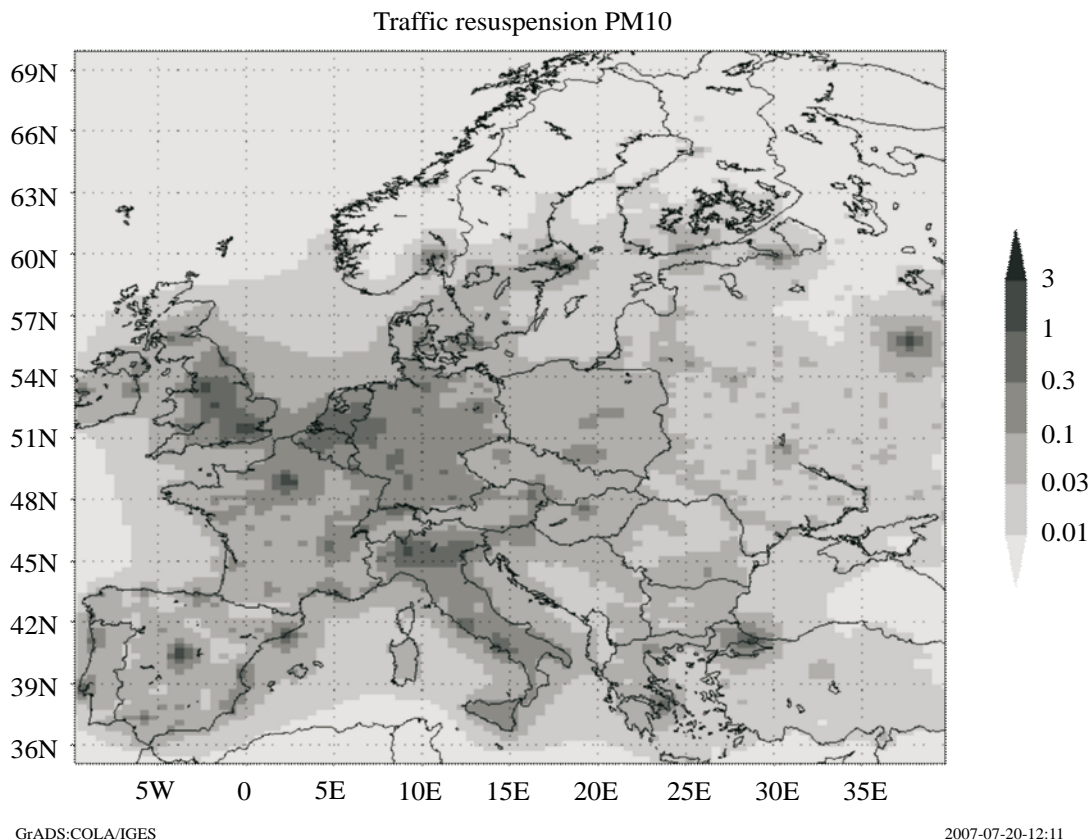 Traffic resuspension PM10
69N
66N
63N
60N
57N
54N
51N
48N
45N
42N
39N
36N
5W 0 5E 10E 15E 20E 25E 30E 35E
3
1
0.3
0.1
0.03
0.01
GrADS:COLA/IGES 2007-07-20-12:11